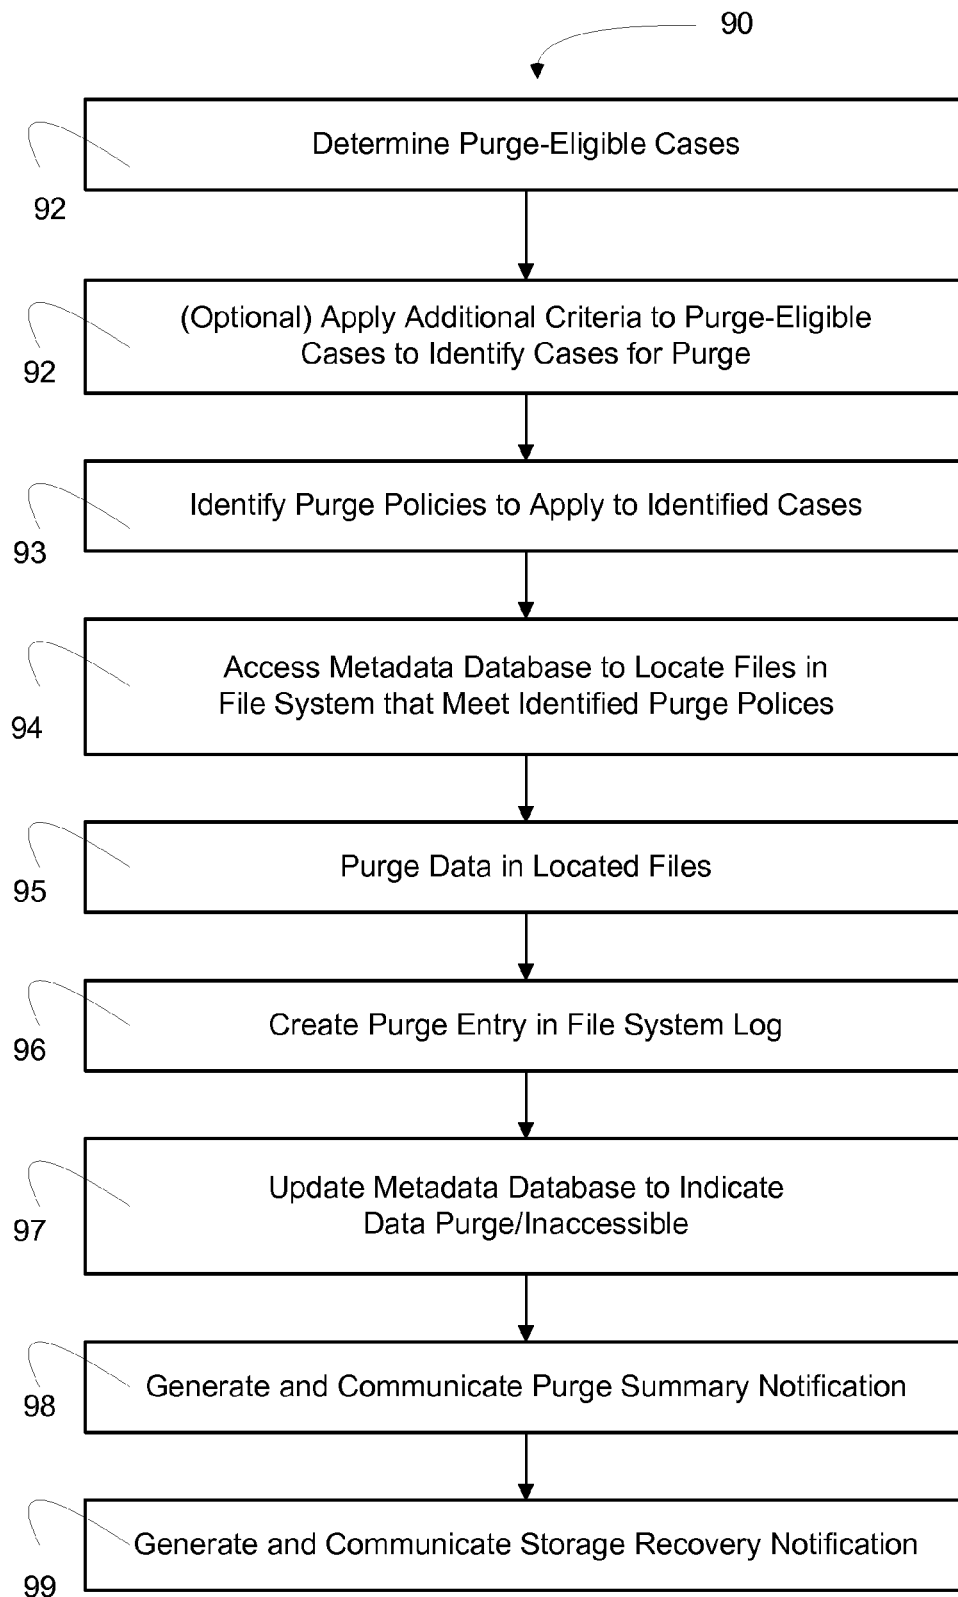 90
Determine Purge-Eligible Cases
92
(Optional) Apply Additional Criteria to Purge-Eligible
Cases to Identify Cases for Purge
92
Identify Purge Policies to Apply to Identified Cases
93
Access Metadata Database to Locate Files in
File System that Meet Identified Purge Polices
94
Purge Data in Located Files
95
Create Purge Entry in File System Log
96
Update Metadata Database to Indicate
Data Purge/Inaccessible
97
Generate and Communicate Purge Summary Notification
98
Generate and Communicate Storage Recovery Notification
99